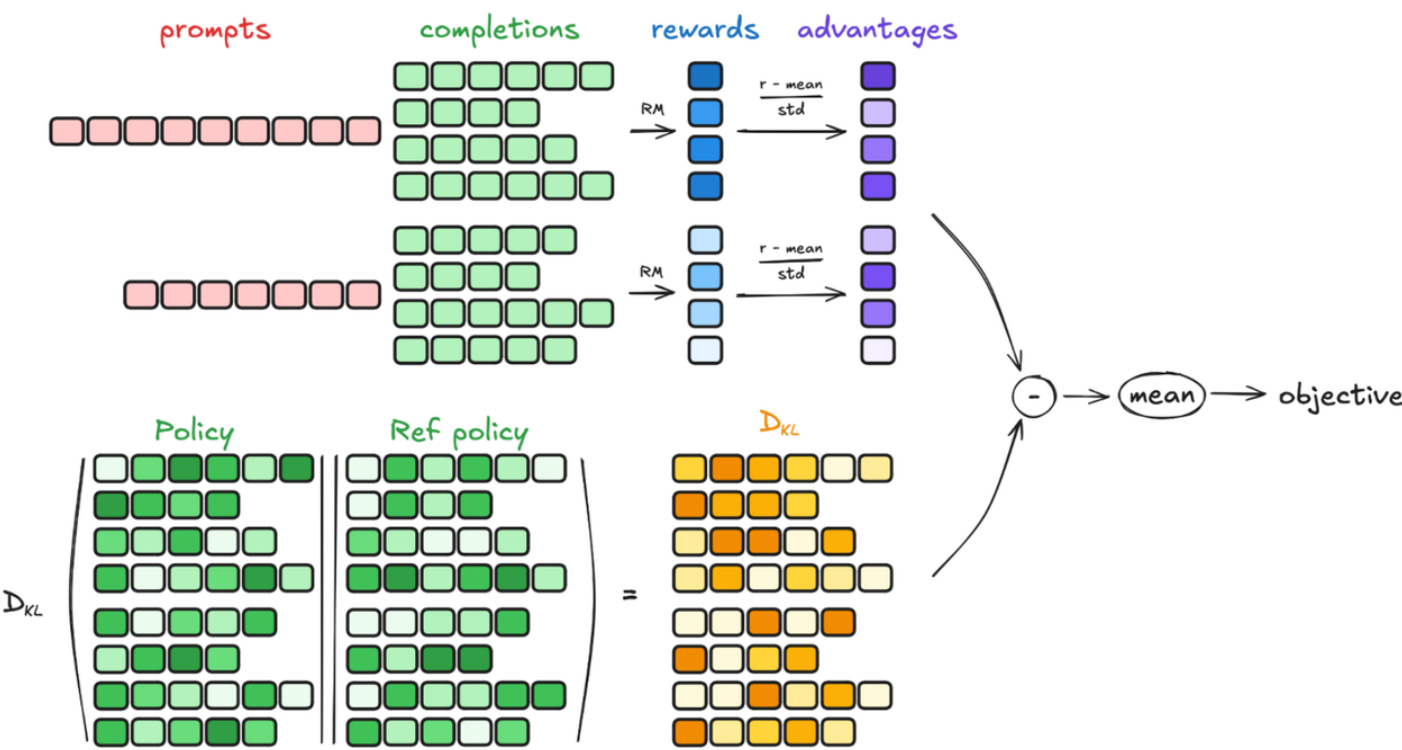 prompts
completions
rewards
advantages
RM
r - mean
std
RM
r - mean
std
-
mean
objective
Policy
Ref policy
DKL
DKL
=